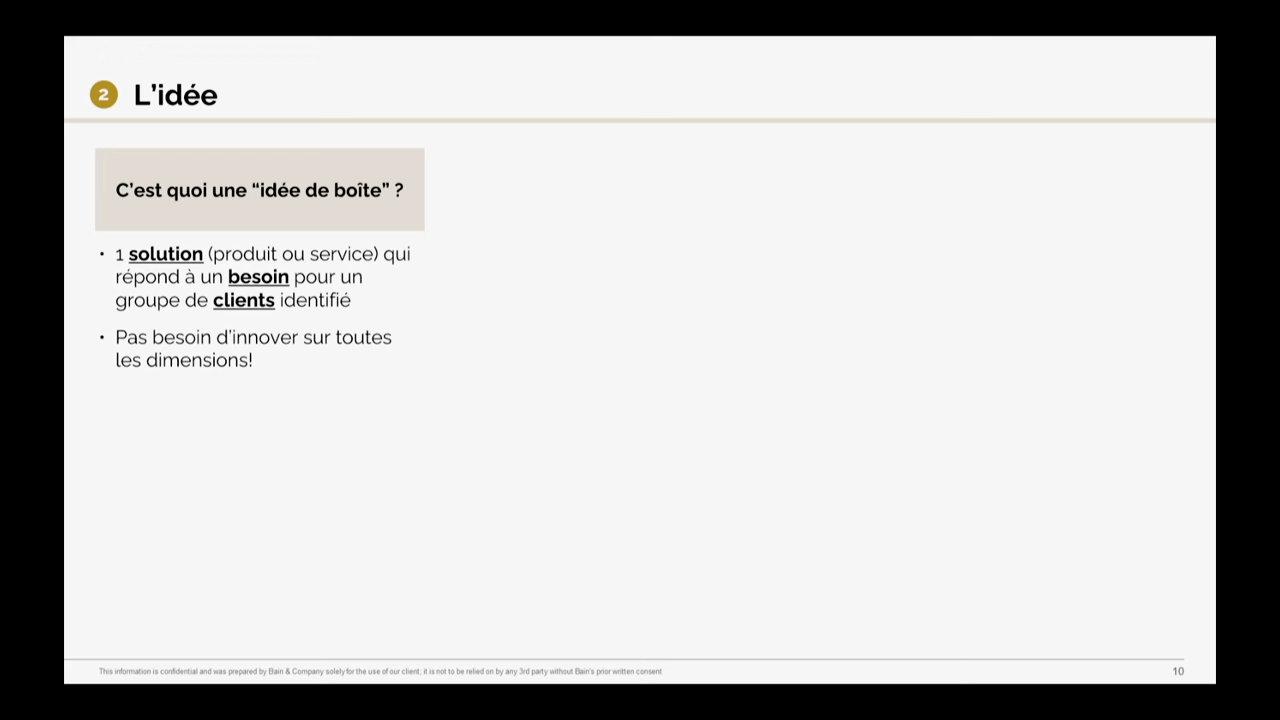 2 L’idée
C’est quoi une “idée de boîte” ?
• 1 solution (produit ou service) qui
répond à un besoin pour un
groupe de clients identifié
• Pas besoin d’innover sur toutes
les dimensions!
This information is confidential and was prepared by Bain & Company solely for the use of our client; it is not to be relied on by any 3rd party without Bain's prior written consent
10